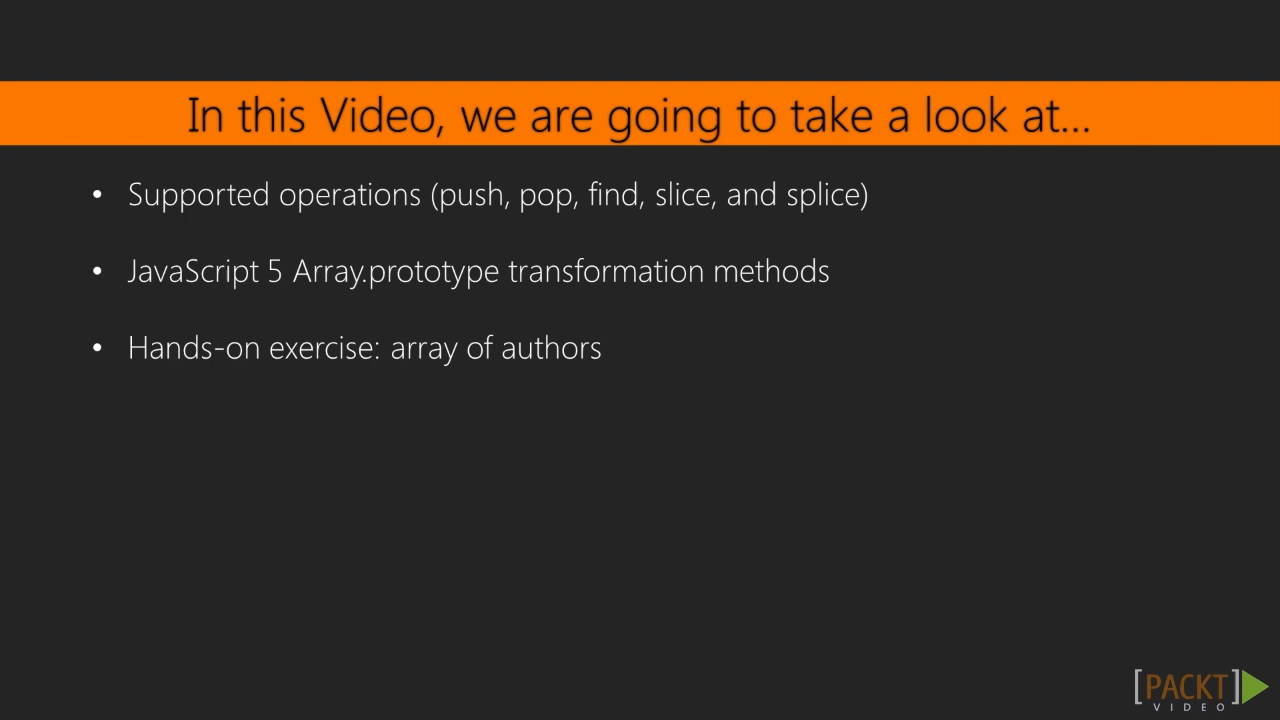 In this Video, we are going to take a look at...
• Supported operations (push, pop, find, slice, and splice)
• JavaScript 5 Array.prototype transformation methods
• Hands-on exercise: array of authors
[PACKT]
VIDEO